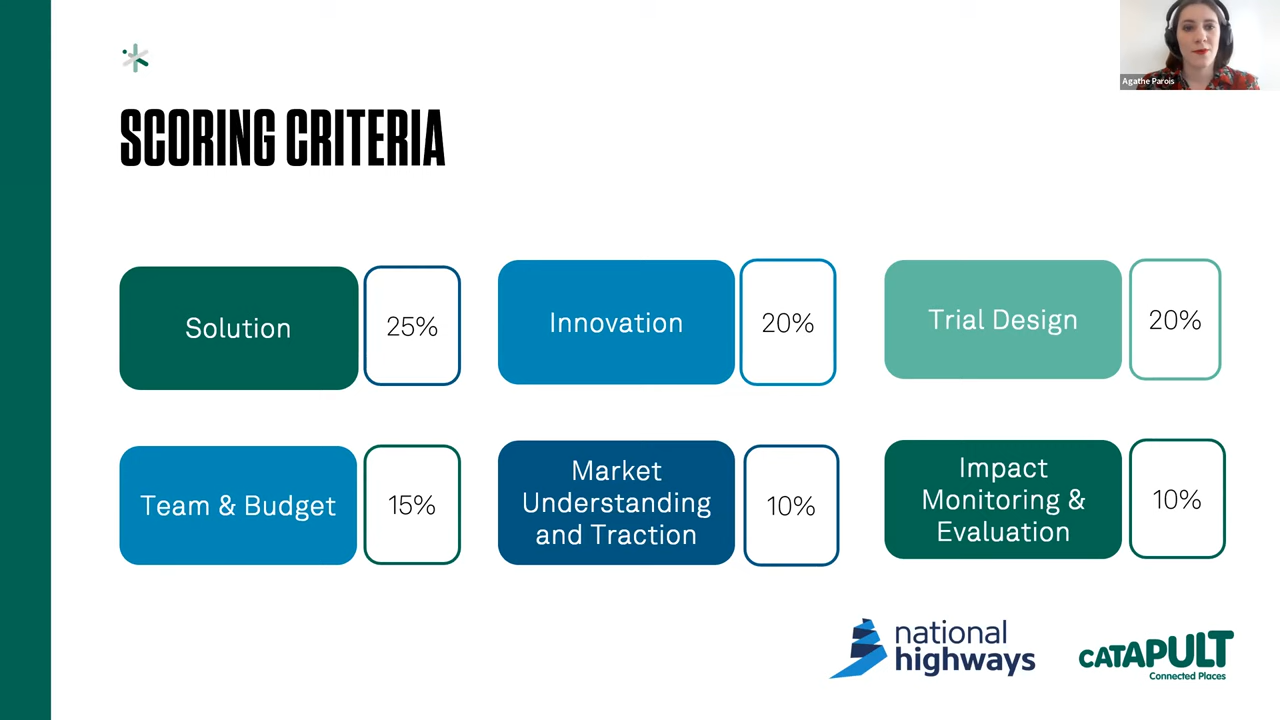 Agathe Parois
SCORING CRITERIA
Solution
25%
Innovation
20%
Trial Design
20%
Team & Budget
15%
Market
Understanding
and Traction
10%
Impact
Monitoring &
Evaluation
10%
national
highways
CATAPULT
Connected Places